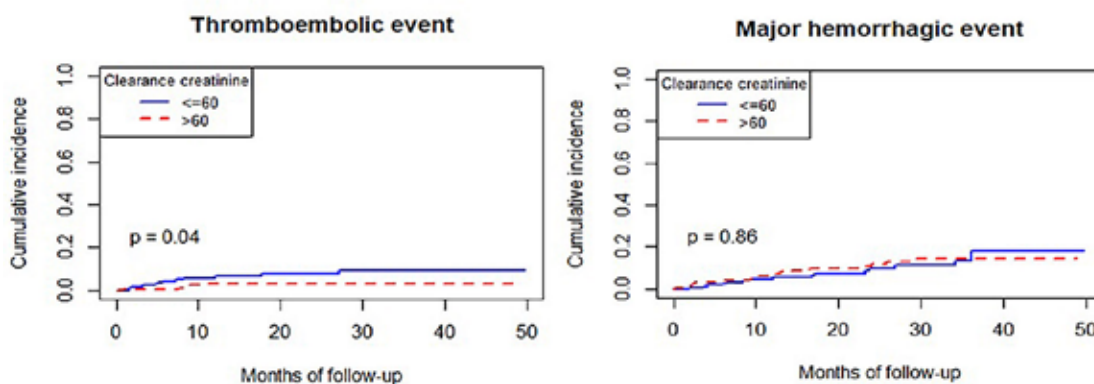 Thromboembolic event
Clearance creatinine
<=60
>60
p = 0.04
Cumulative incidence
0.0 0.2 0.4 0.6 0.8 1.0
0 10 20 30 40 50
Months of follow-up
Major hemorrhagic event
Clearance creatinine
<=60
>60
p = 0.86
Cumulative incidence
0.0 0.2 0.4 0.6 0.8 1.0
0 10 20 30 40 50
Months of follow-up